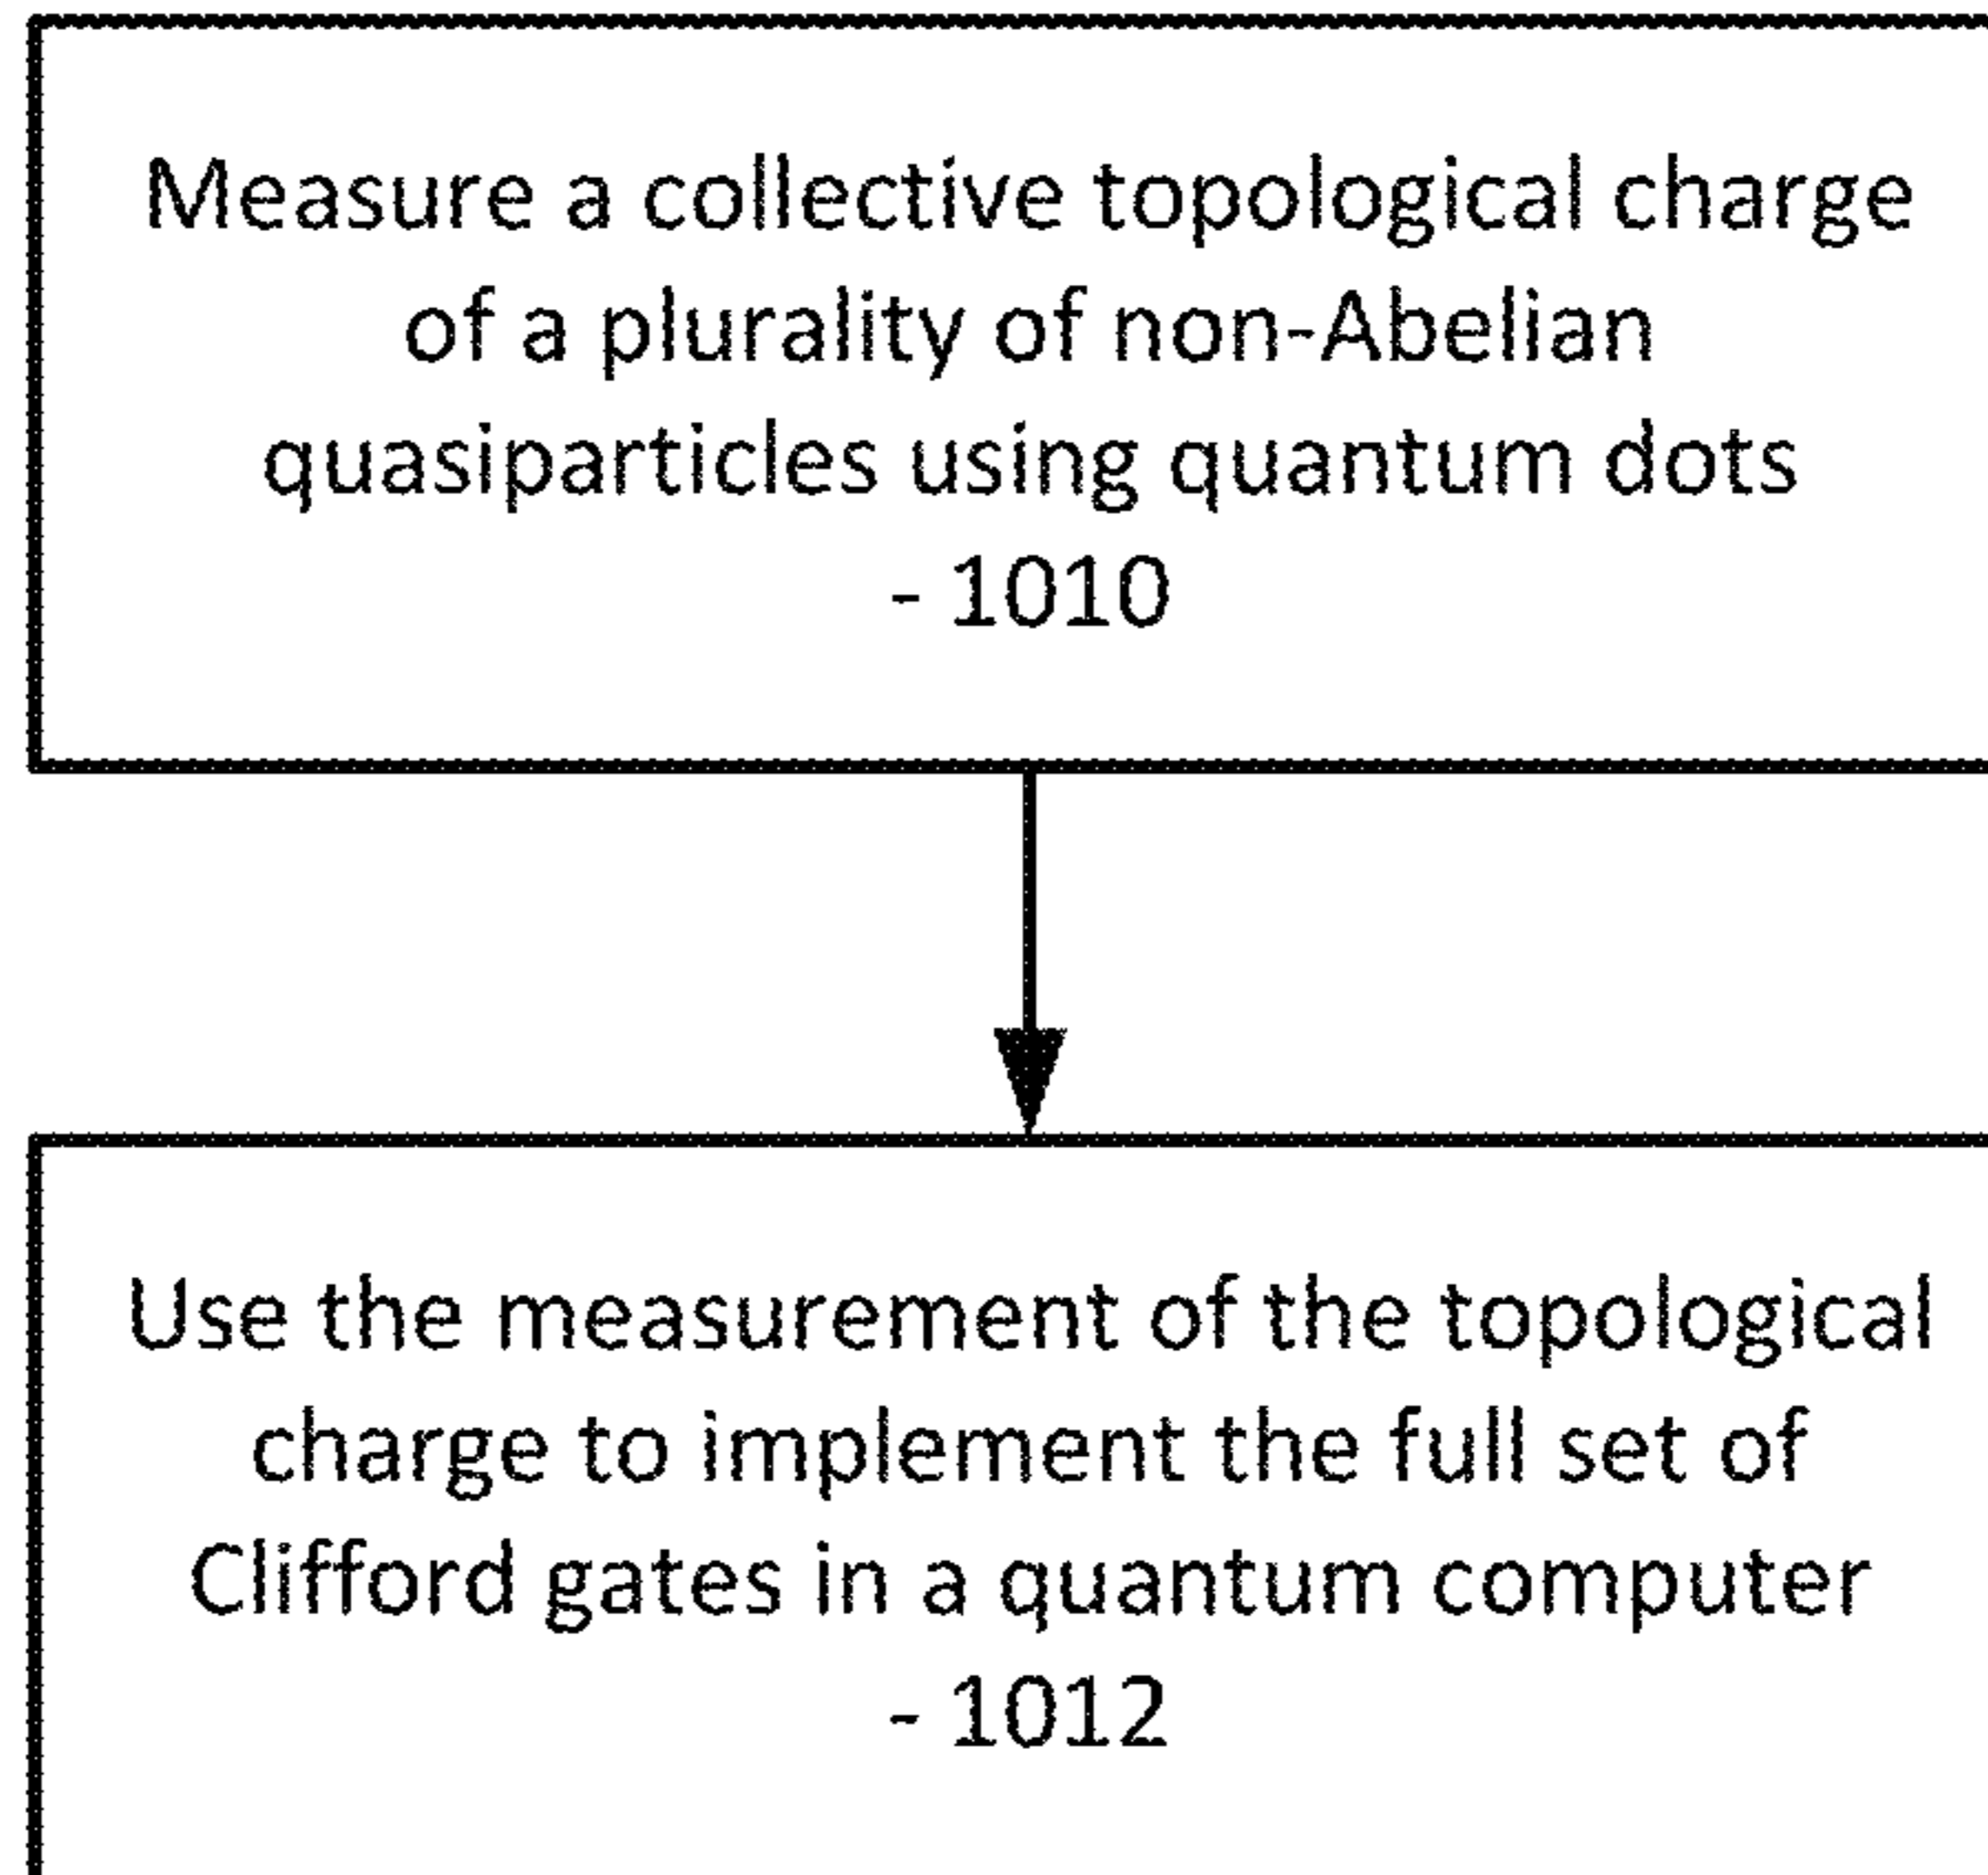 Measure a collective topological charge
of a plurality of non-Abelian
quasiparticles using quantum dots
- 1010
Use the measurement of the topological
charge to implement the full set of
Clifford gates in a quantum computer
- 1012